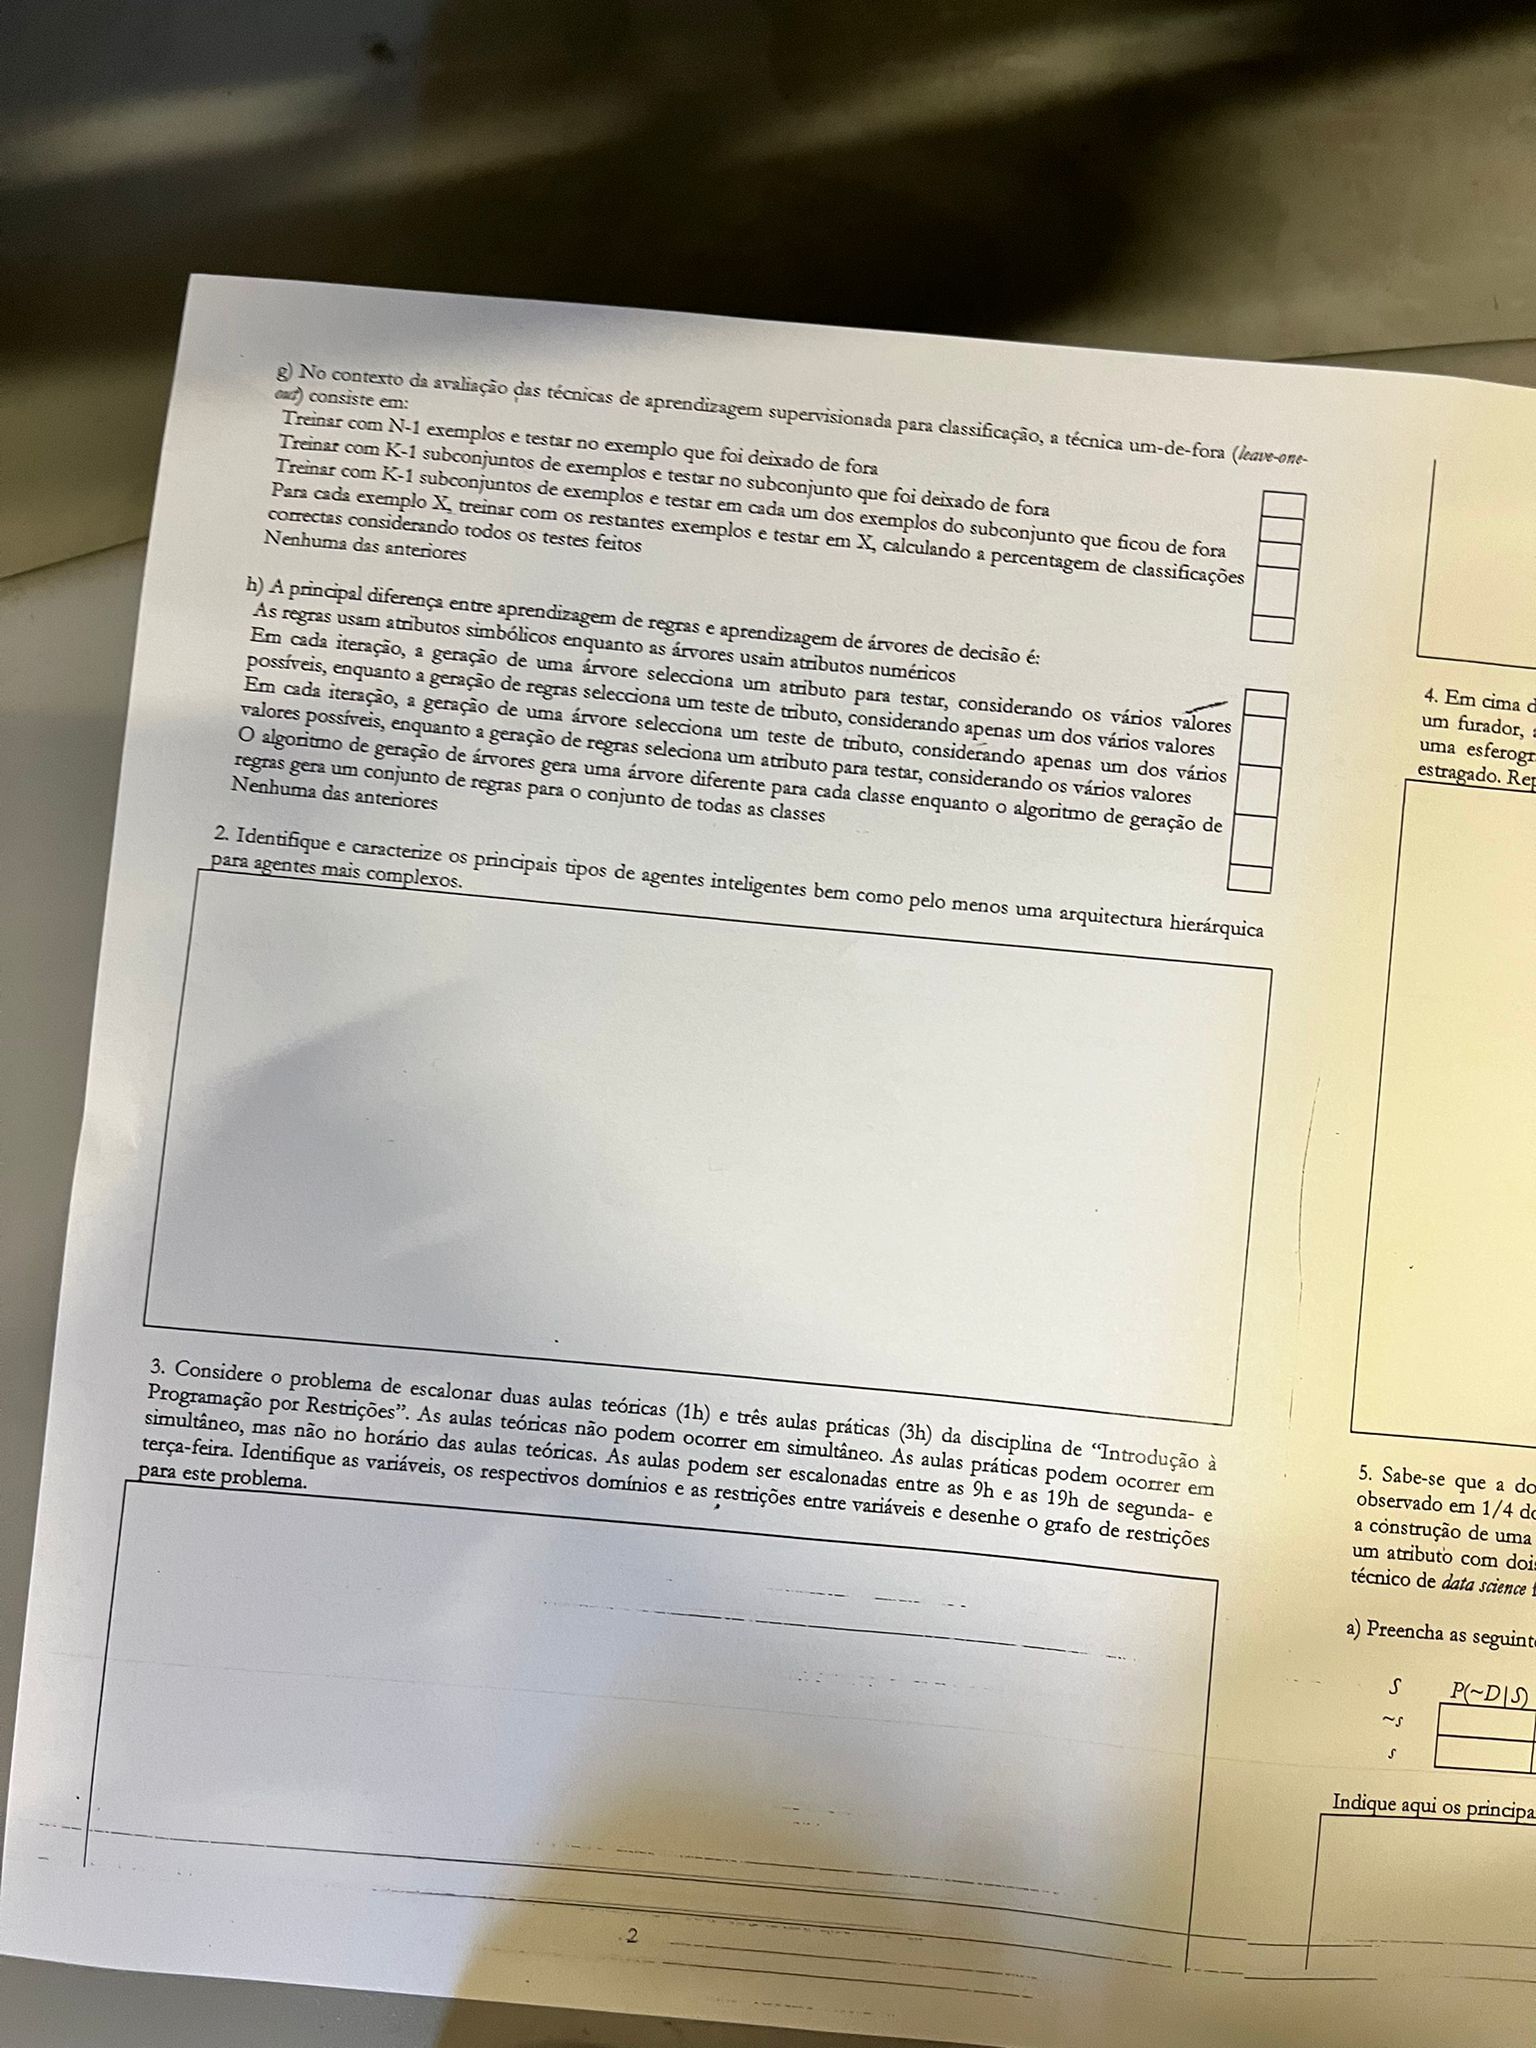 g) No contexto da avaliação das técnicas de aprendizagem supervisionada para classificação, a técnica um-de-fora (leave-one-
out) consiste em:
Treinar com N-1 exemplos e testar no exemplo que foi deixado de fora
Treinar com K-1 subconjuntos de exemplos e testar no subconjunto que foi deixado de fora
Treinar com K-1 subconjuntos de exemplos e testar em cada um dos exemplos do subconjunto que ficou de fora
Para cada exemplo X, treinar com os restantes exemplos e testar em X, calculando a percentagem de classificações
correctas considerando todos os testes feitos
Nenhuma das anteriores
h) A principal diferença entre aprendizagem de regras e aprendizagem de árvores de decisão é:
As regras usam atributos simbólicos enquanto as árvores usam atributos numéricos
Em cada iteração, a geração de uma árvore selecciona um atributo para testar, considerando os vários valores
possíveis, enquanto a geração de regras selecciona um teste de tributo, considerando apenas um dos vários valores
Em cada iteração, a geração de uma árvore selecciona um teste de tributo, considerando apenas um dos vários
valores possíveis, enquanto a geração de regras seleciona um atributo para testar, considerando os vários valores
O algoritmo de geração de árvores gera uma árvore diferente para cada classe enquanto o algoritmo de geração de
regras gera um conjunto de regras para o conjunto de todas as classes
Nenhuma das anteriores
2. Identifique e caracterize os principais tipos de agentes inteligentes bem como pelo menos uma arquitectura hierárquica
para agentes mais complexos.
3. Considere o problema de escalonar duas aulas teóricas (1h) e três aulas práticas (3h) da disciplina de “Introdução à
Programação por Restrições”. As aulas teóricas não podem ocorrer em simultâneo. As aulas práticas podem ocorrer em
simultâneo, mas não no horário das aulas teóricas. As aulas podem ser escalonadas entre as 9h e as 19h de segunda- e
terça-feira. Identifique as variáveis, os respectivos domínios e as restrições entre variáveis e desenhe o grafo de restrições
para este problema.
2
4. Em cima d
um furador, a
uma esferogr
estragado. Rep
5. Sabe-se que a do
observado em 1/4 do
a construção de uma
um atributo com dois
técnico de data science
a) Preencha as seguint
S P(~D|S)
~s
s
Indique aqui os principa